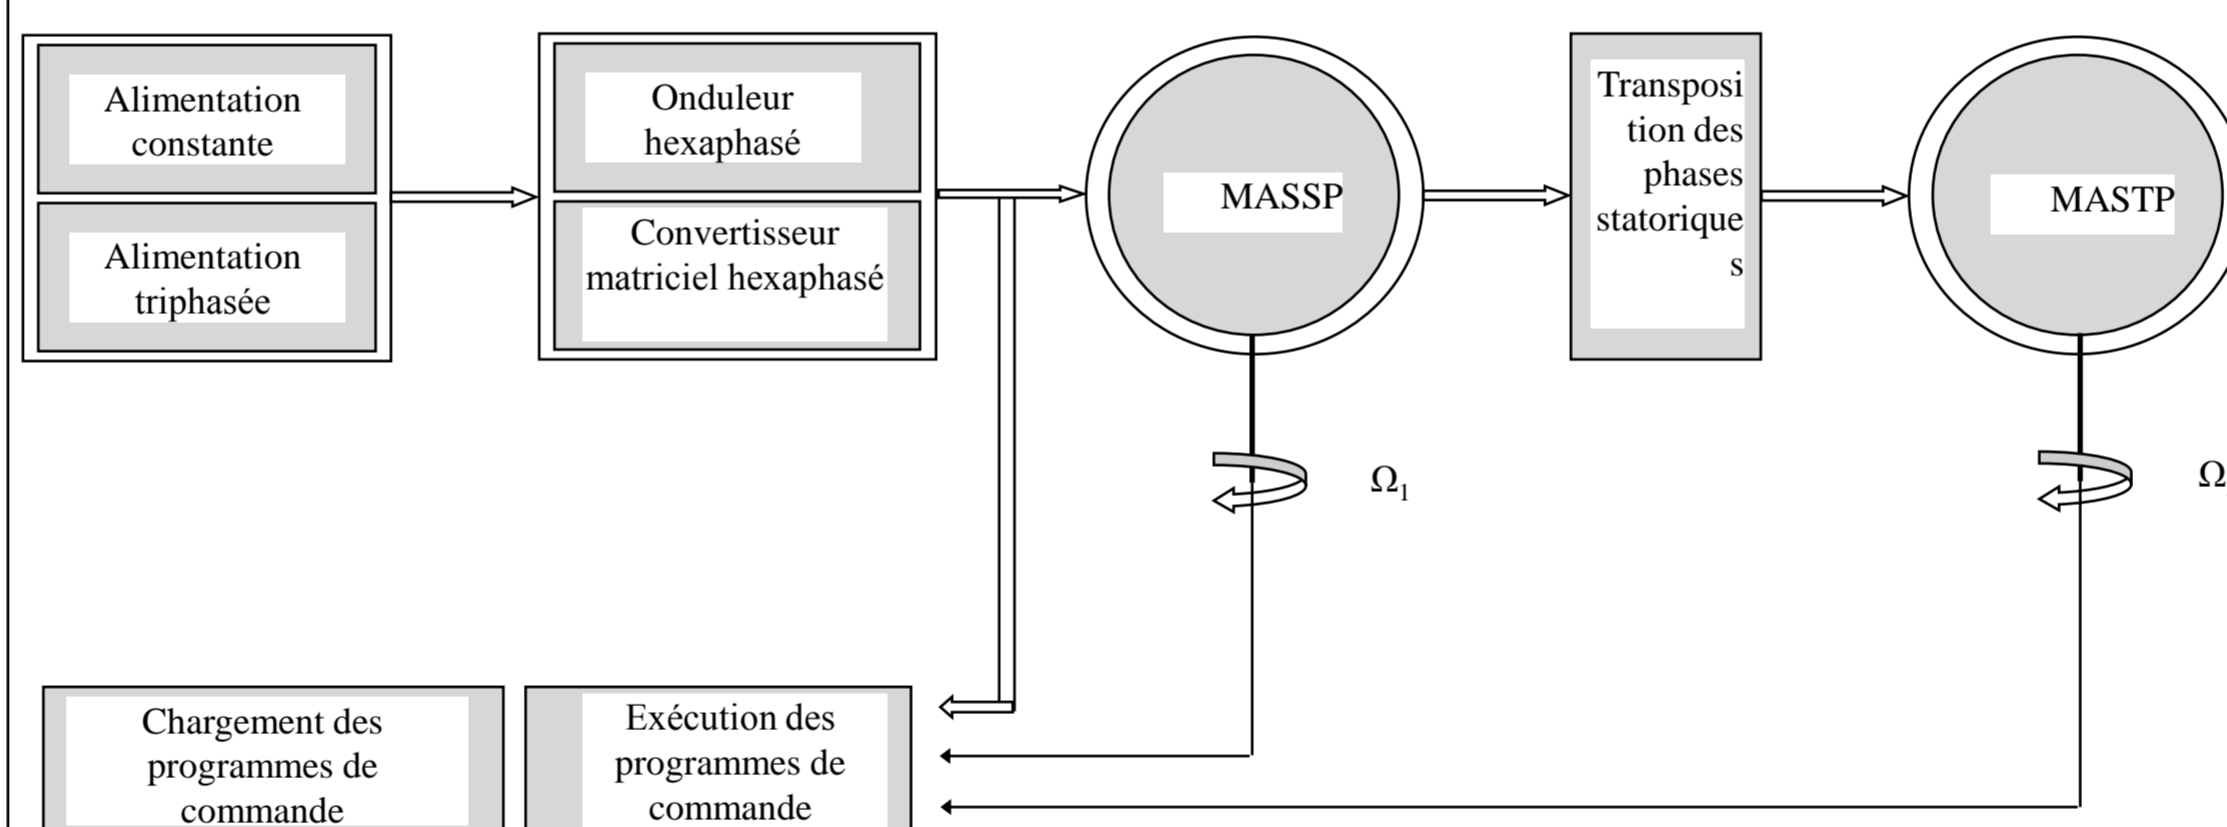 Alimentation
constante
Alimentation
triphasée
Onduleur
hexaphasé
Convertisseur
matriciel hexaphasé
MASSP
Transposi
tion des
phases
statorique
s
MASTP
Ω₁
Ω
Chargement des
programmes de
commande
Exécution des
programmes de
commande